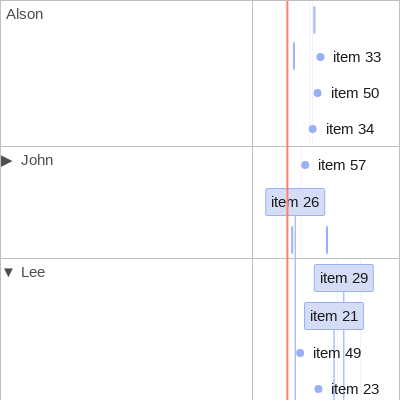 Alson
item 33
item 50
item 34
▶ John
item 57
item 26
▼ Lee
item 29
item 21
item 49
item 23